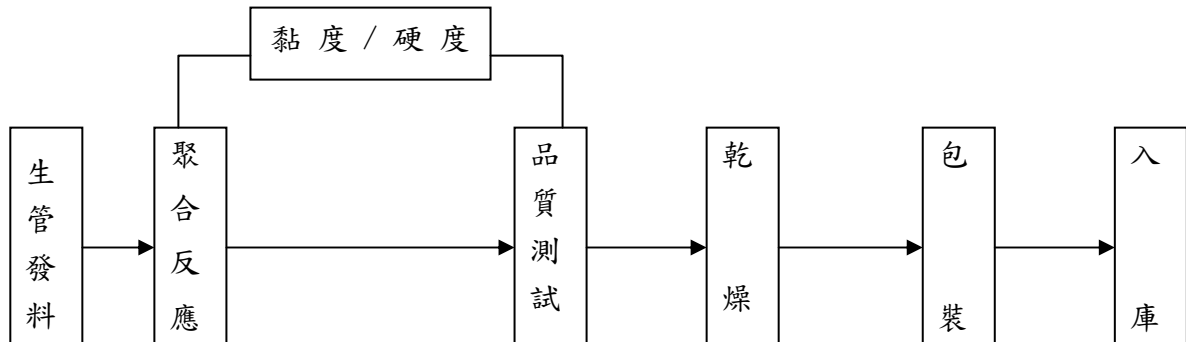 黏度/硬度
生管發料
聚合反應
品質測試
乾燥
包裝
入庫